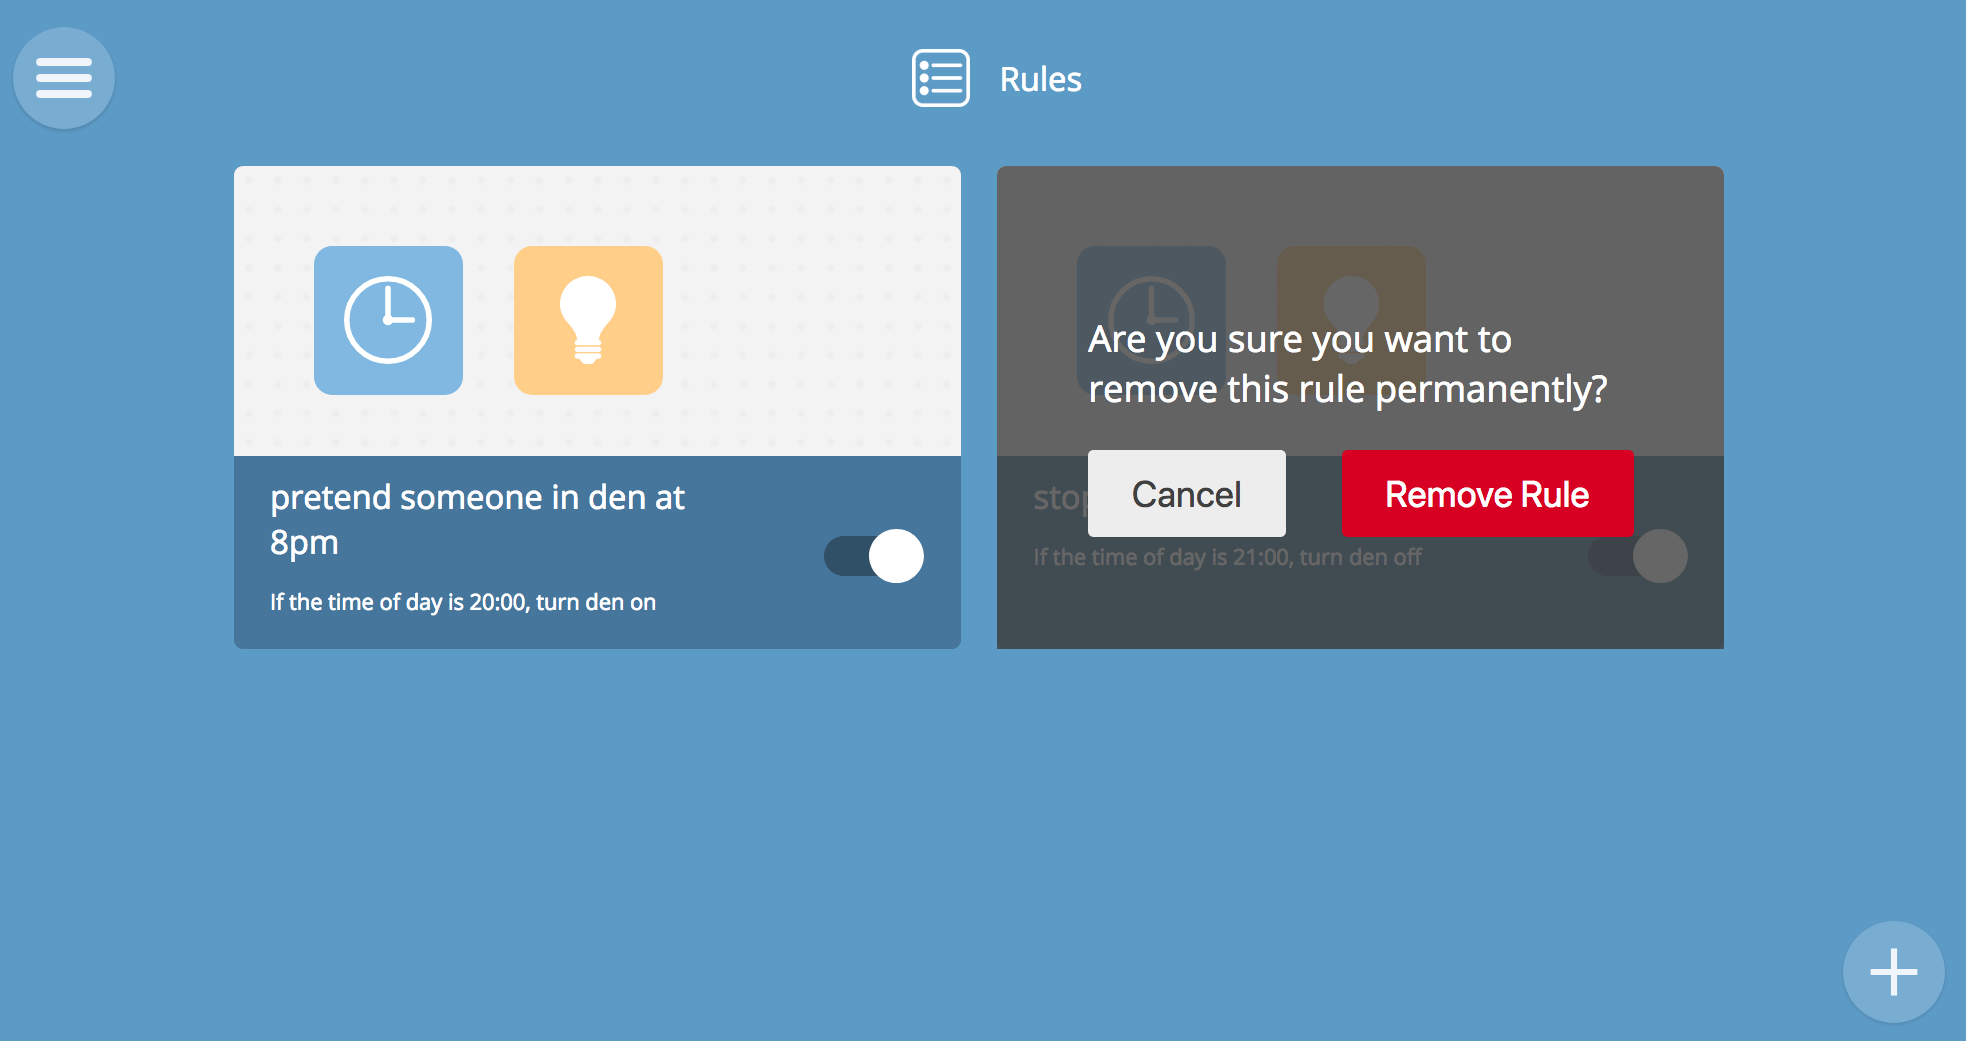 Rules
pretend someone in den at
8pm
If the time of day is 20:00, turn den on
Are you sure you want to
remove this rule permanently?
Cancel
Remove Rule
If the time of day is 21:00, turn den off